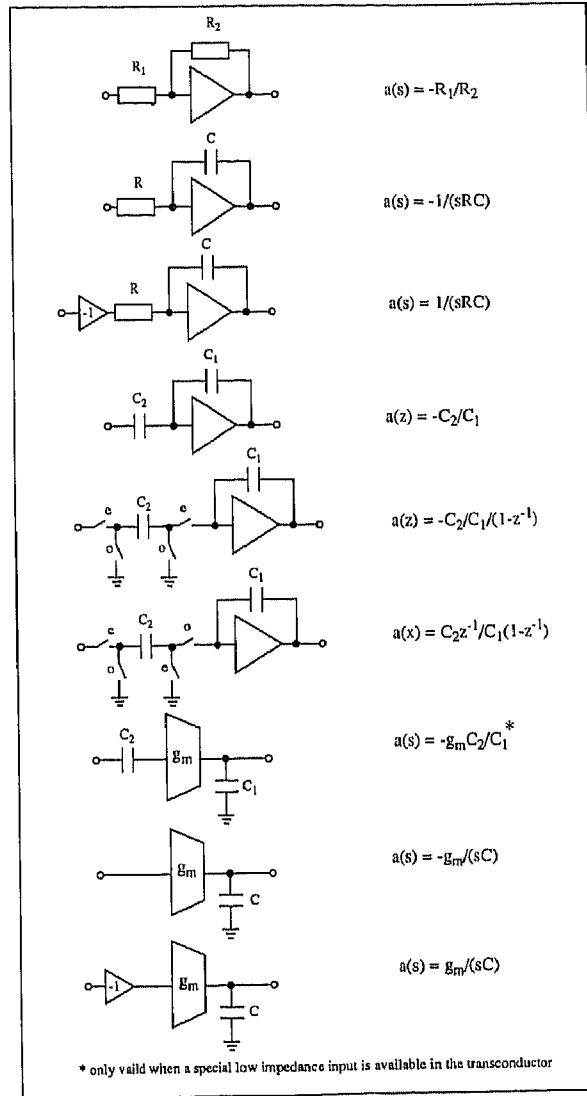 R2
R1
a(s) = -R1/R2
C
R
a(s) = -1/(sRC)
C
R
-1
a(s) = 1/(sRC)
C1
C2
a(z) = -C2/C1
C1
e C2 e
o o
a(z) = -C2/C1/(1-z-1)
C1
e C2 o
o e
a(x) = C2z-1/C1(1-z-1)
C2
gm
C1
a(s) = -gmC2/C1*
gm
C
a(s) = -gm/(sC)
-1
gm
C
a(s) = gm/(sC)
* only vaild when a special low impedance input is available in the transconductor